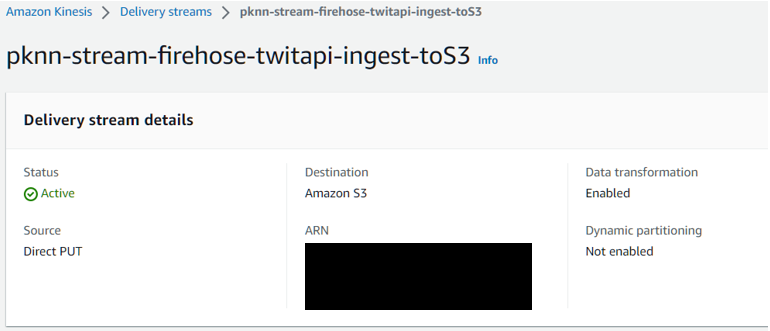 Amazon Kinesis > Delivery streams > pknn-stream-firehose-twitapi-ingest-toS3
pknn-stream-firehose-twitapi-ingest-toS3 Info
Delivery stream details
Status
Active
Source
Direct PUT
Destination
Amazon S3
ARN
Data transformation
Enabled
Dynamic partitioning
Not enabled